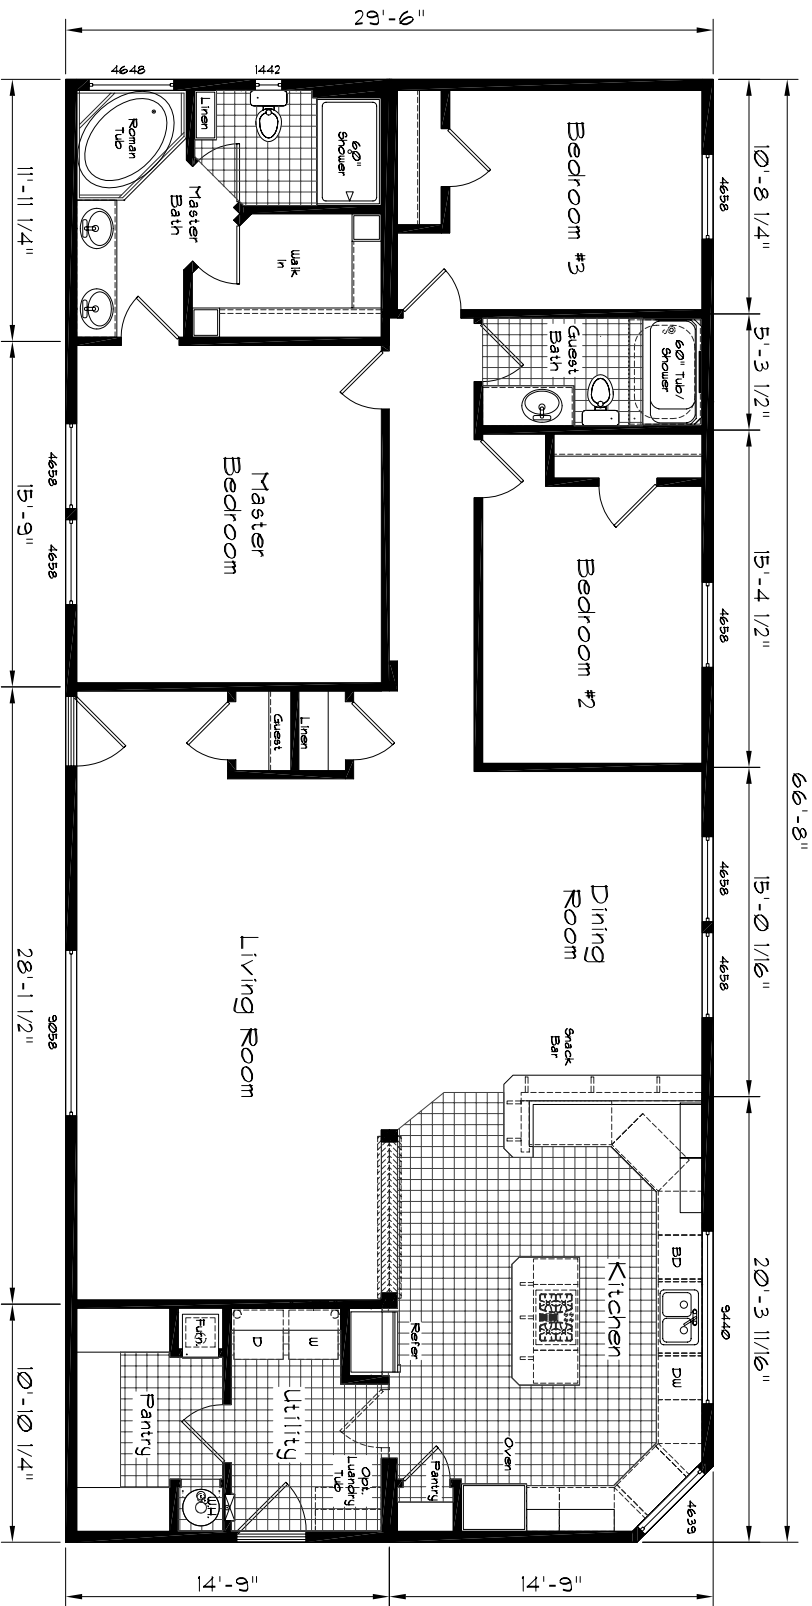 29'-6"
4648
1442
Roman
Tub
Linen
60"
Shower
Master
Bath
Walk
In
Bedroom #3
4658
10'-8 1/4"
11'-11 1/4"
Guest
Bath
60" Tub/
Shower
5'-3 1/2"
Master
Bedroom
4658
4658
15'-9"
Bedroom #2
4658
15'-4 1/2"
66'-8"
Guest
Linen
Dining
Room
4658
4658
15'-0 1/16"
Living Room
9058
28'-1 1/2"
Snack
Bar
Kitchen
BD
DW
9440
20'-3 11/16"
Refer
Oven
Pantry
4639
Furn
D
W
Utility
Pantry
Opt.
Luandry
Tub
W.H.
10'-10 1/4"
14'-9"
14'-9"